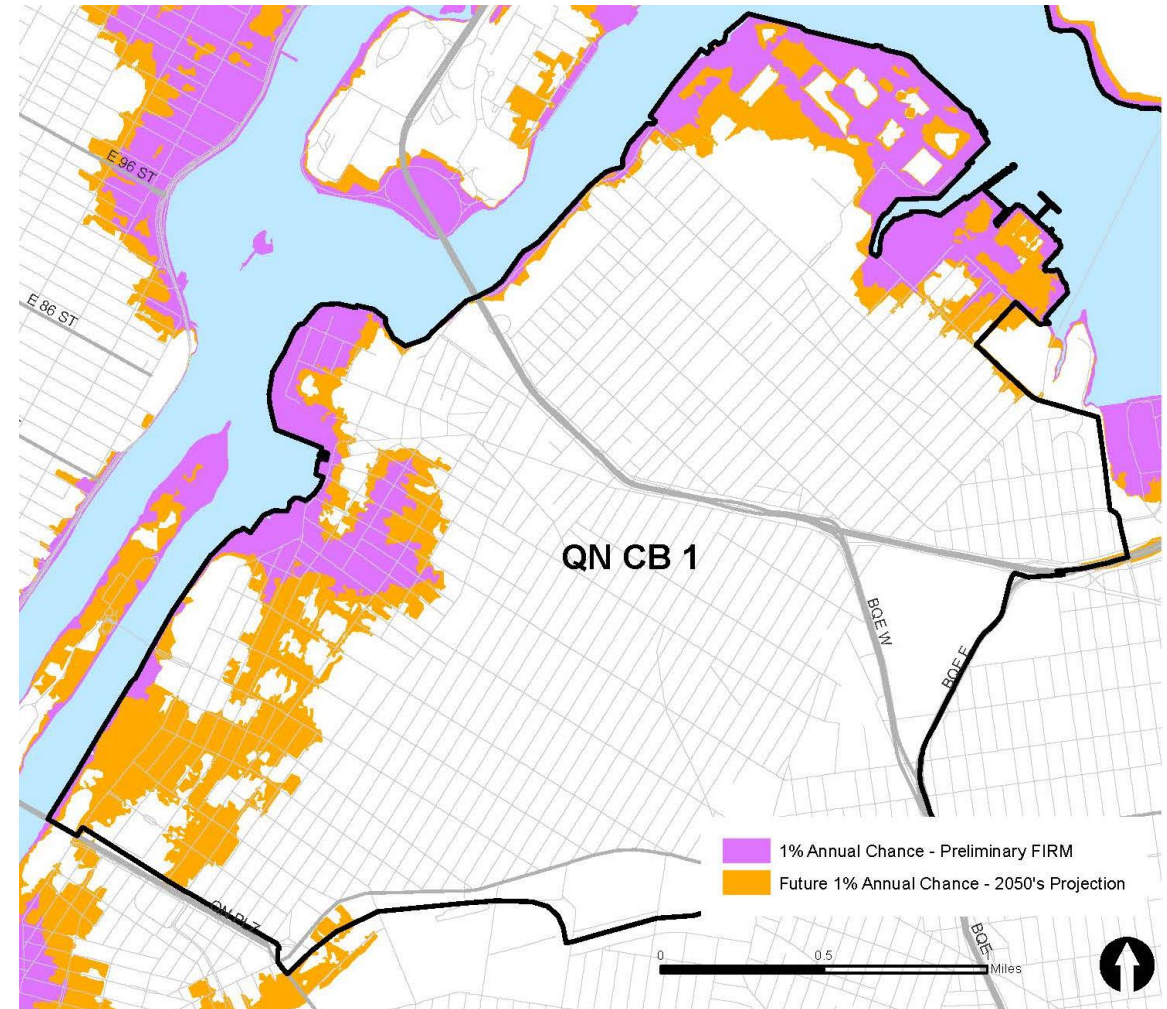 E 96 ST
E 86 ST
QN CB 1
BQE W
BQE E
1% Annual Chance - Preliminary FIRM
Future 1% Annual Chance - 2050's Projection
QN PLZ
BQE
0 0.5 1
Miles